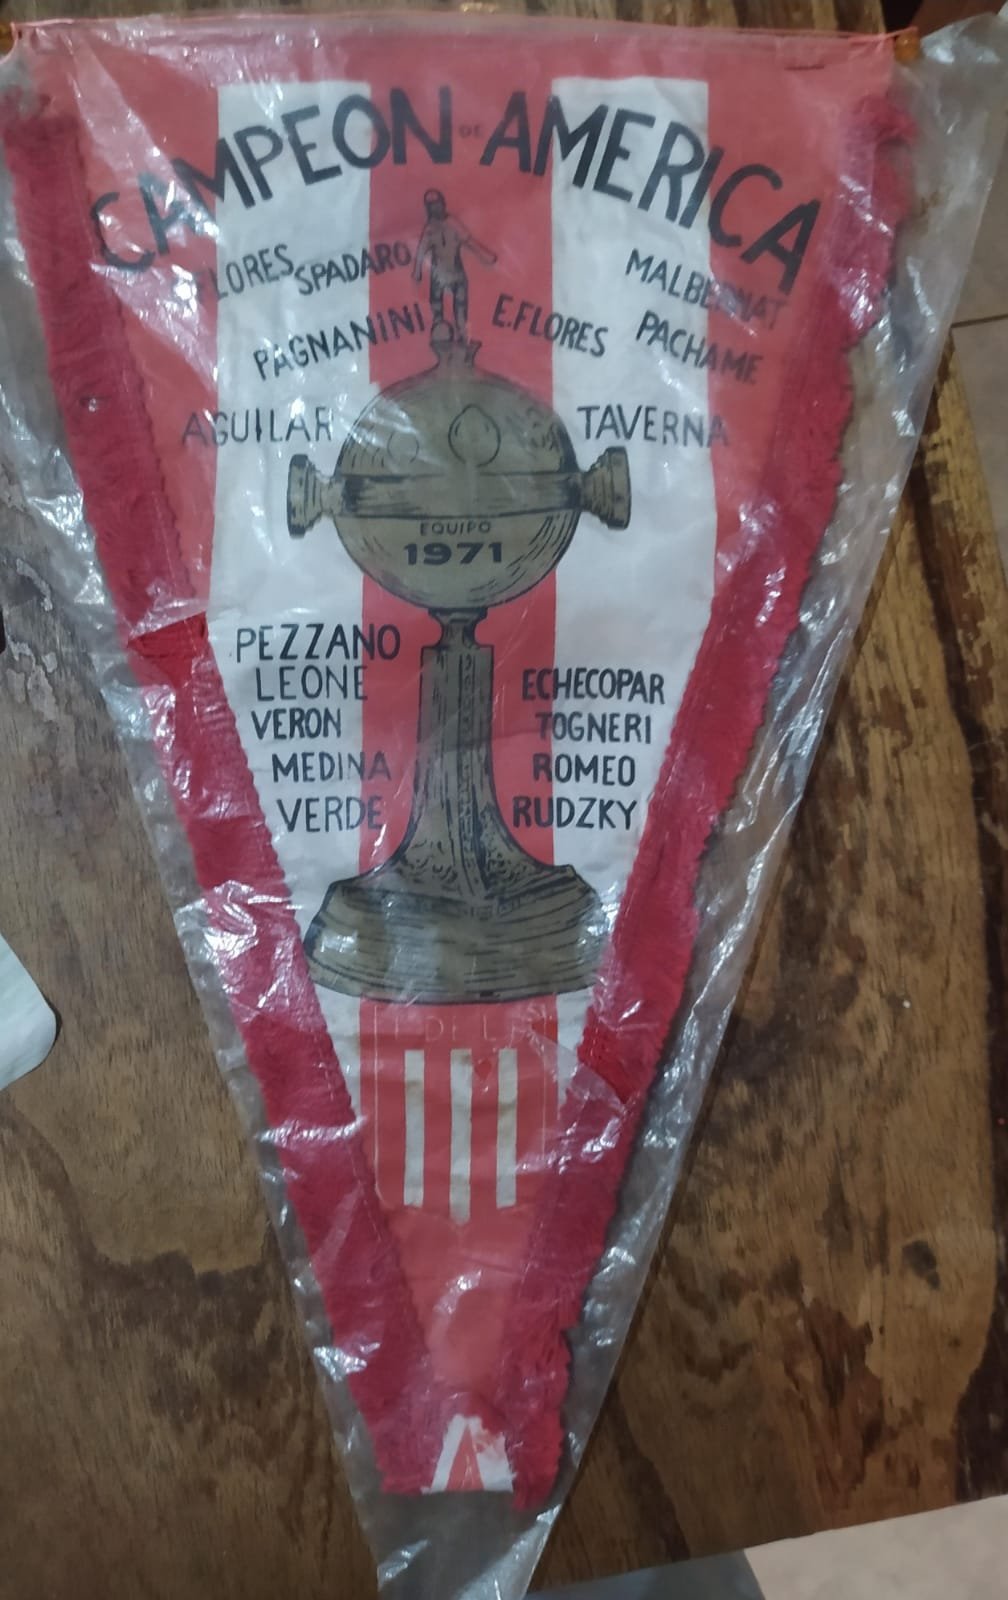 CAMPEON DE AMERICA
FLORES SPADARO
MALBERNAT
PAGNANINI
E.FLORES
PACHAME
AGUILAR
TAVERNA
EQUIPO
1971
PEZZANO
LEONE
ECHECOPAR
VERON
TOGNERI
MEDINA
ROMEO
VERDE
RUDZKY